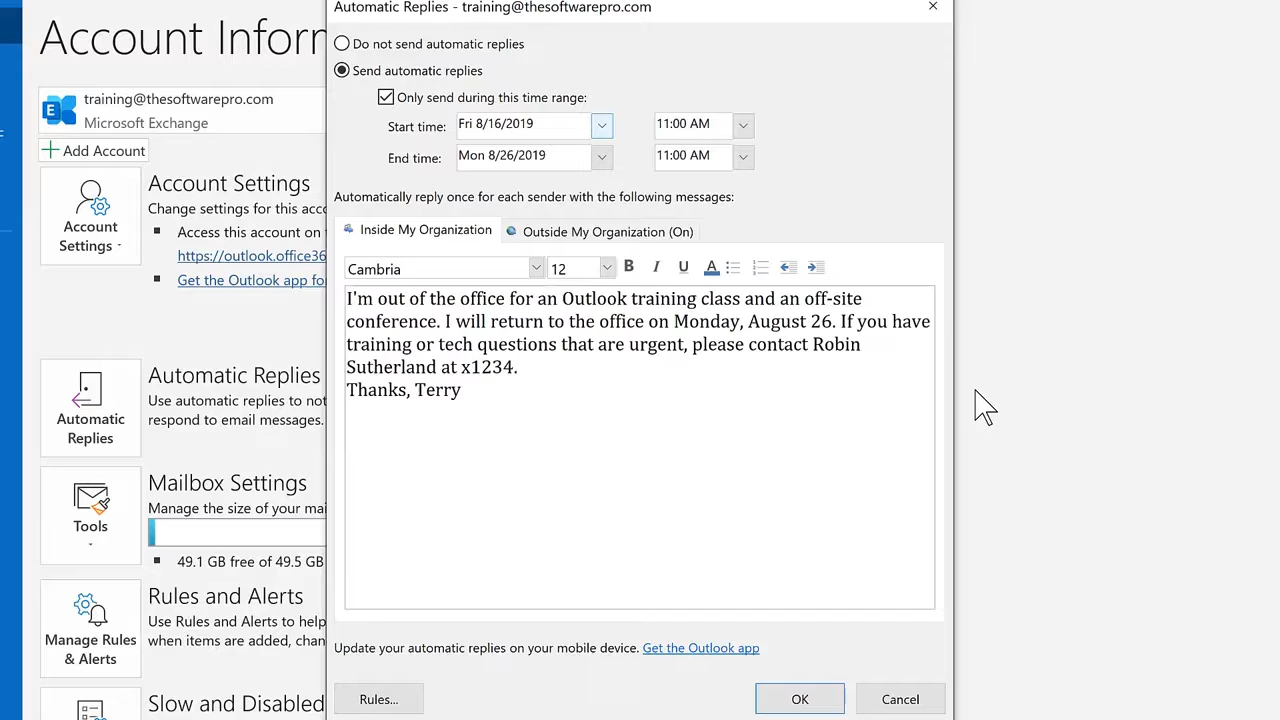 Account Inforr
training@thesoftwarepro.com
Microsoft Exchange
Add Account
Account Settings
Account Settings
Change settings for this acc
Access this account on
https://outlook.office36
Get the Outlook app fo
Automatic Replies
Automatic Replies
Use automatic replies to not
respond to email messages.
Tools
Mailbox Settings
Manage the size of your mai
49.1 GB free of 49.5 GB
Manage Rules
& Alerts
Rules and Alerts
Use Rules and Alerts to help
when items are added, chan
Slow and Disabled
Automatic Replies - training@thesoftwarepro.com
Do not send automatic replies
Send automatic replies
Only send during this time range:
Start time: Fri 8/16/2019 11:00 AM
End time: Mon 8/26/2019 11:00 AM
Automatically reply once for each sender with the following messages:
Inside My Organization Outside My Organization (On)
Cambria 12 B I U A
I'm out of the office for an Outlook training class and an off-site
conference. I will return to the office on Monday, August 26. If you have
training or tech questions that are urgent, please contact Robin
Sutherland at x1234.
Thanks, Terry
Update your automatic replies on your mobile device. Get the Outlook app
Rules... OK Cancel